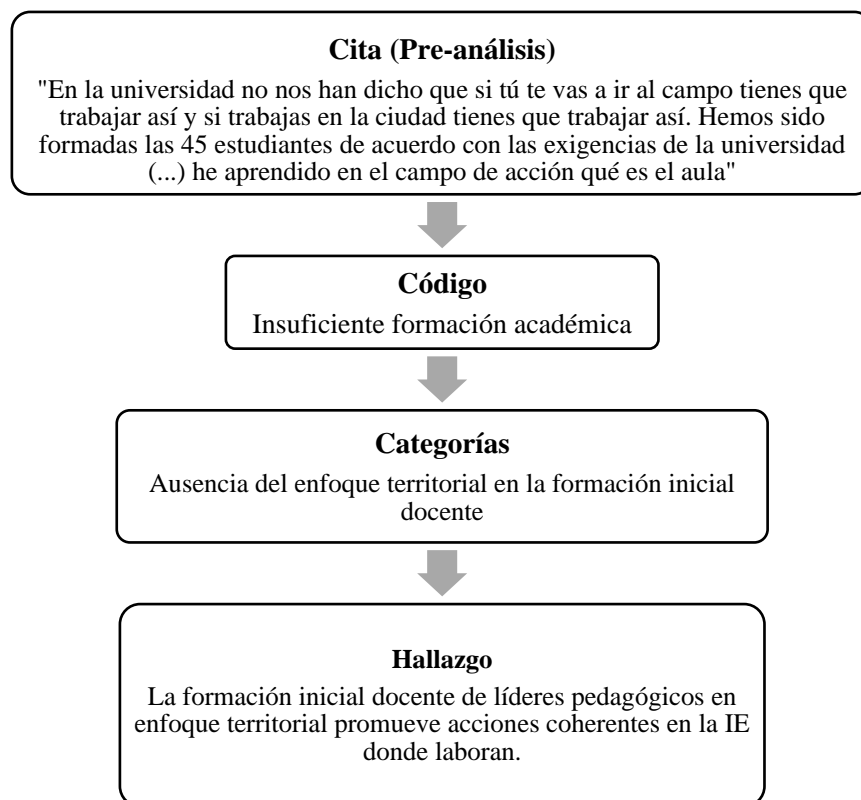 Cita (Pre-análisis)
"En la universidad no nos han dicho que si tú te vas a ir al campo tienes que
trabajar así y si trabajas en la ciudad tienes que trabajar así. Hemos sido
formadas las 45 estudiantes de acuerdo con las exigencias de la universidad
(...) he aprendido en el campo de acción qué es el aula"
Código
Insuficiente formación académica
Categorías
Ausencia del enfoque territorial en la formación inicial
docente
Hallazgo
La formación inicial docente de líderes pedagógicos en
enfoque territorial promueve acciones coherentes en la IE
donde laboran.